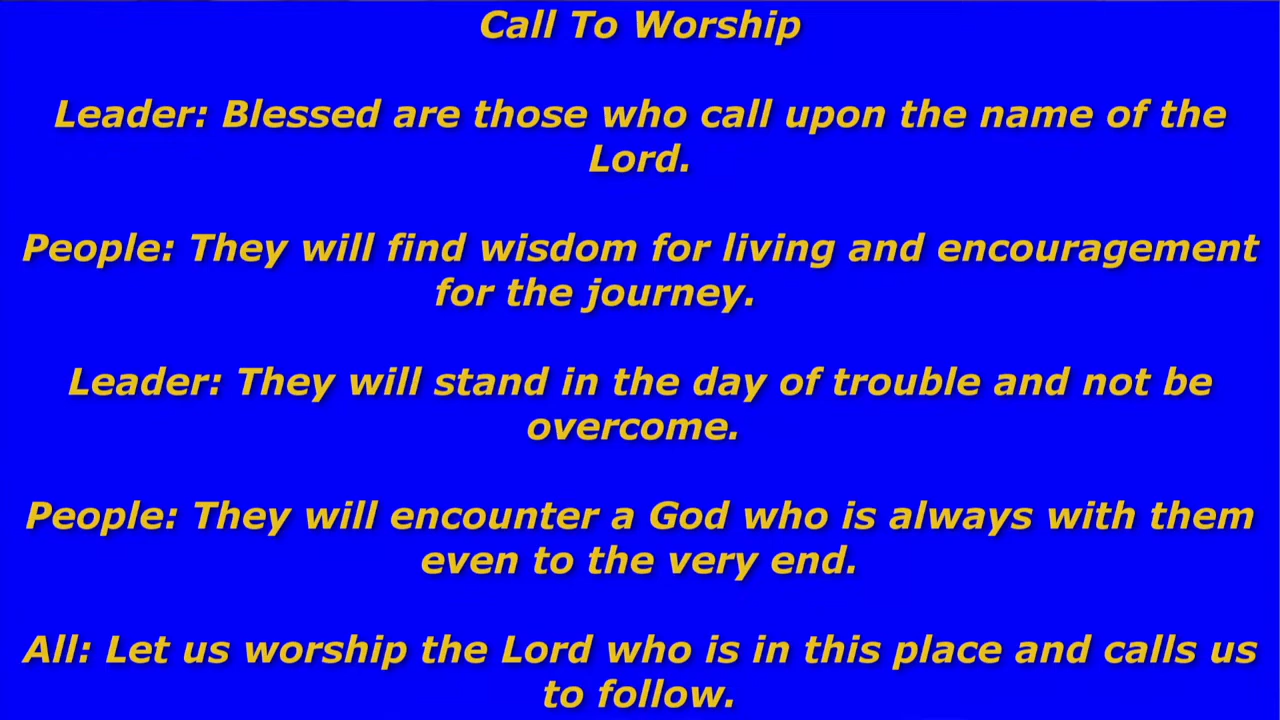 Call To Worship
Leader: Blessed are those who call upon the name of the
Lord.
People: They will find wisdom for living and encouragement
for the journey.
Leader: They will stand in the day of trouble and not be
overcome.
People: They will encounter a God who is always with them
even to the very end.
All: Let us worship the Lord who is in this place and calls us
to follow.